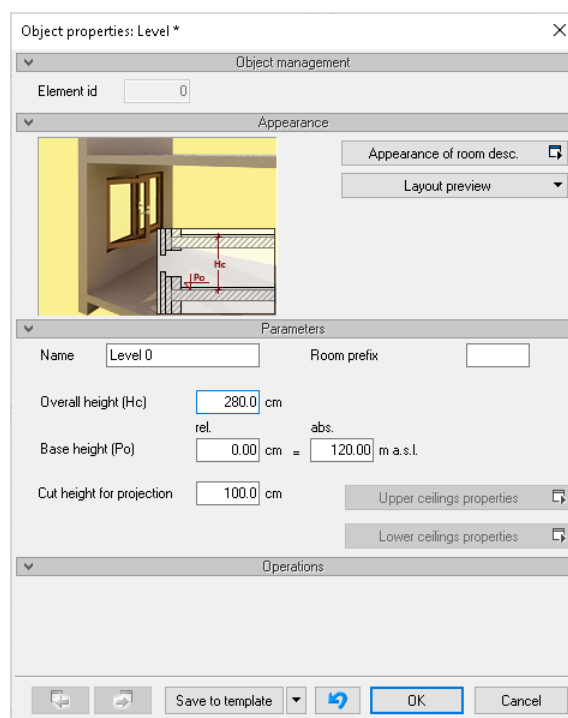 Object properties: Level *
Object management
Element id 0
Appearance
Hc
Po
Appearance of room desc.
Layout preview
Parameters
Name Level 0 Room prefix
Overall height (Hc) 280.0 cm
rel. abs.
Base height (Po) 0.00 cm = 120.00 m a.s.l.
Cut height for projection 100.0 cm
Upper ceilings properties
Lower ceilings properties
Operations
Save to template OK Cancel